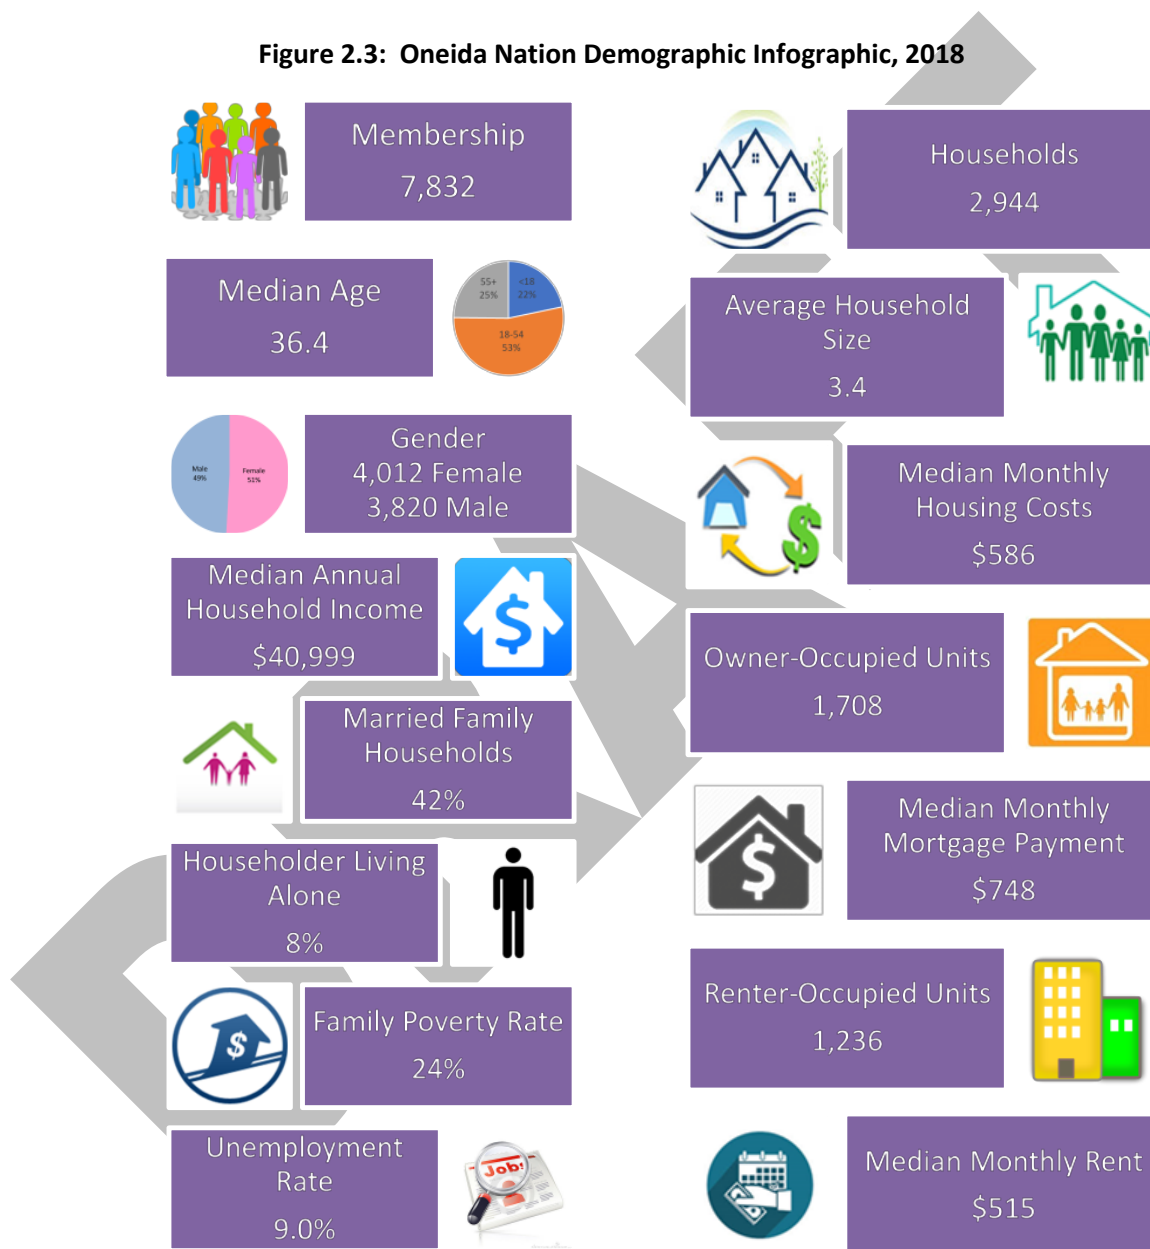 Figure 2.3: Oneida Nation Demographic Infographic, 2018
Membership
7,832
Median Age
36.4
55+
25%
<18
22%
18-54
53%
Male
49%
Female
51%
Gender
4,012 Female
3,820 Male
Median Annual
Household Income
$40,999
$
Married Family
Households
42%
Householder Living
Alone
8%
$
Family Poverty Rate
24%
Unemployment
Rate
9.0%
Job!
Households
2,944
Average Household
Size
3.4
$
Median Monthly
Housing Costs
$586
Owner-Occupied Units
1,708
$
Median Monthly
Mortgage Payment
$748
Renter-Occupied Units
1,236
Median Monthly Rent
$515